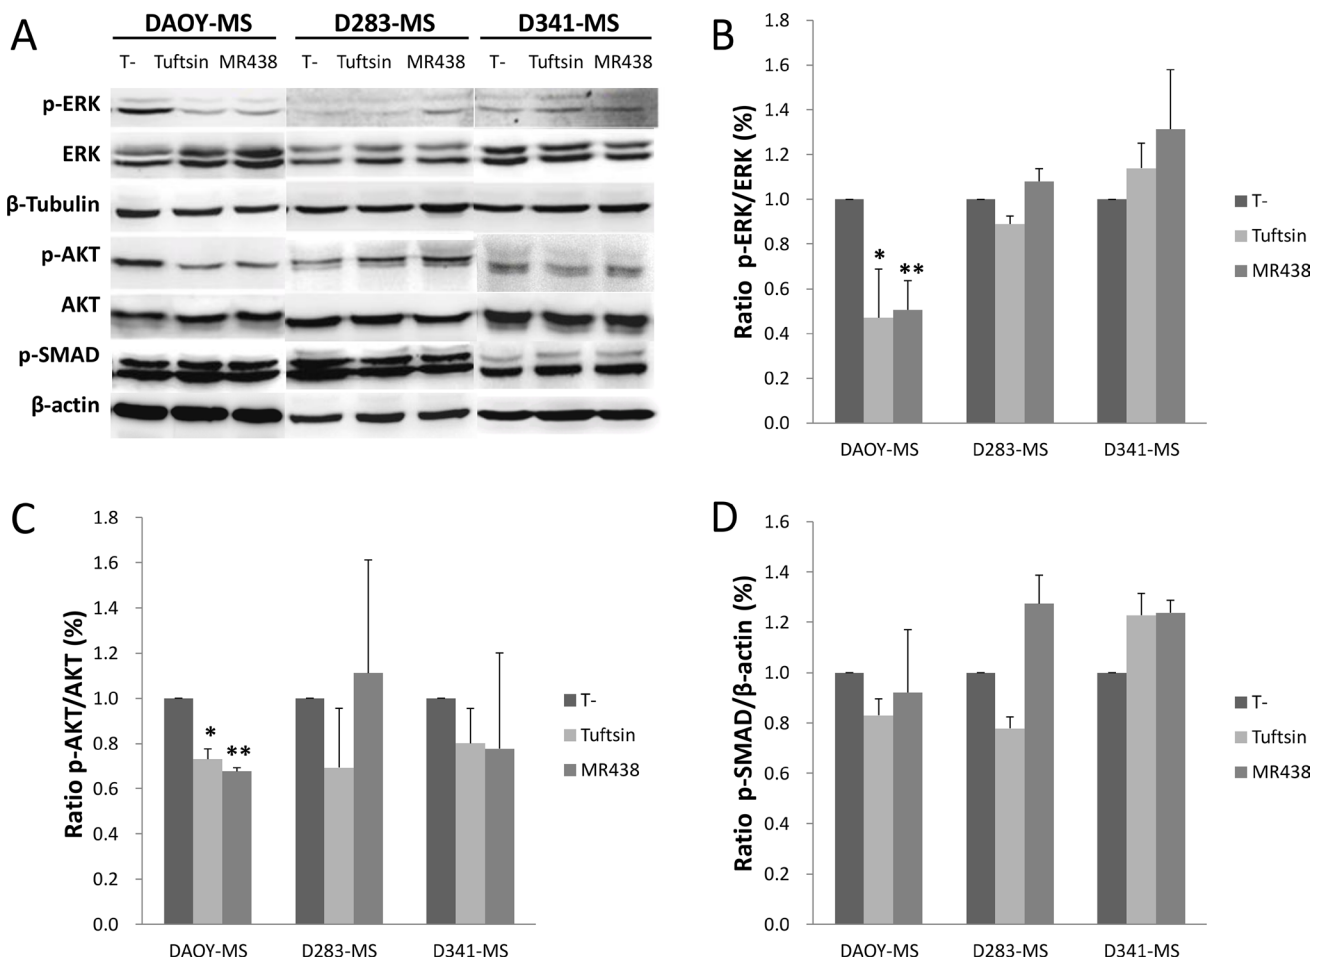 A
DAOY-MS D283-MS D341-MS
T- Tuftsin MR438 T- Tuftsin MR438 T- Tuftsin MR438
p-ERK
ERK
β-Tubulin
p-AKT
AKT
p-SMAD
β-actin
B
Ratio p-ERK/ERK (%)
1.8
1.6
1.4
1.2
1.0
0.8
0.6
0.4
0.2
0.0
* **
DAOY-MS D283-MS D341-MS
T-
Tuftsin
MR438
C
Ratio p-AKT/AKT (%)
1.8
1.6
1.4
1.2
1.0
0.8
0.6
0.4
0.2
0.0
* **
DAOY-MS D283-MS D341-MS
T-
Tuftsin
MR438
D
Ratio p-SMAD/β-actin (%)
1.6
1.4
1.2
1.0
0.8
0.6
0.4
0.2
0.0
DAOY-MS D283-MS D341-MS
T-
Tuftsin
MR438